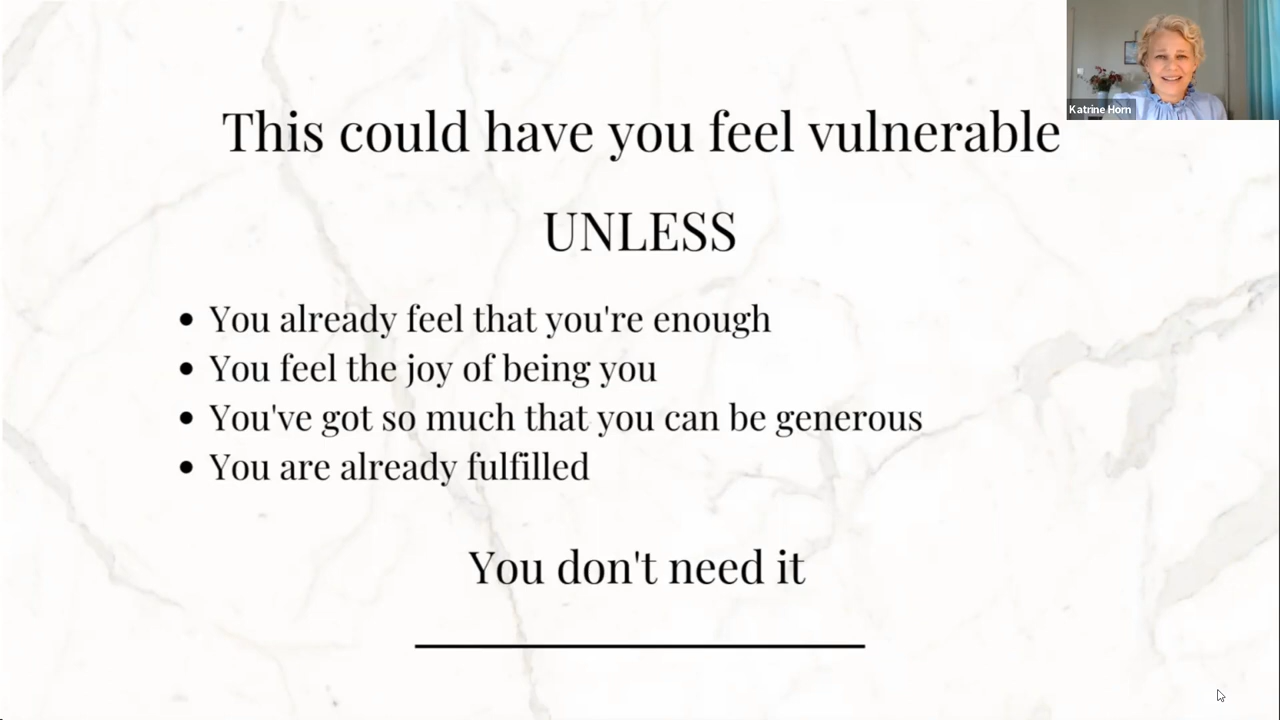 Katrine Horn
This could have you feel vulnerable
UNLESS
You already feel that you're enough
You feel the joy of being you
You've got so much that you can be generous
You are already fulfilled
You don't need it